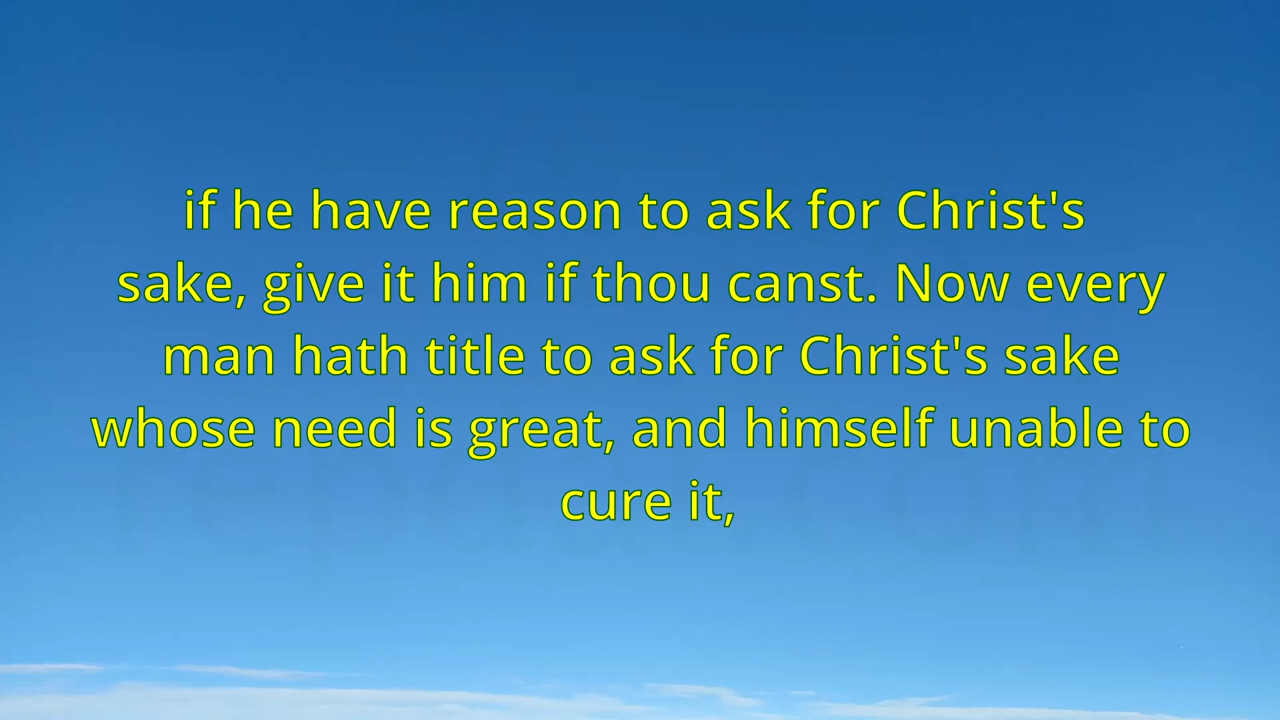 if he have reason to ask for Christ's
sake, give it him if thou canst. Now every
man hath title to ask for Christ's sake
whose need is great, and himself unable to
cure it,